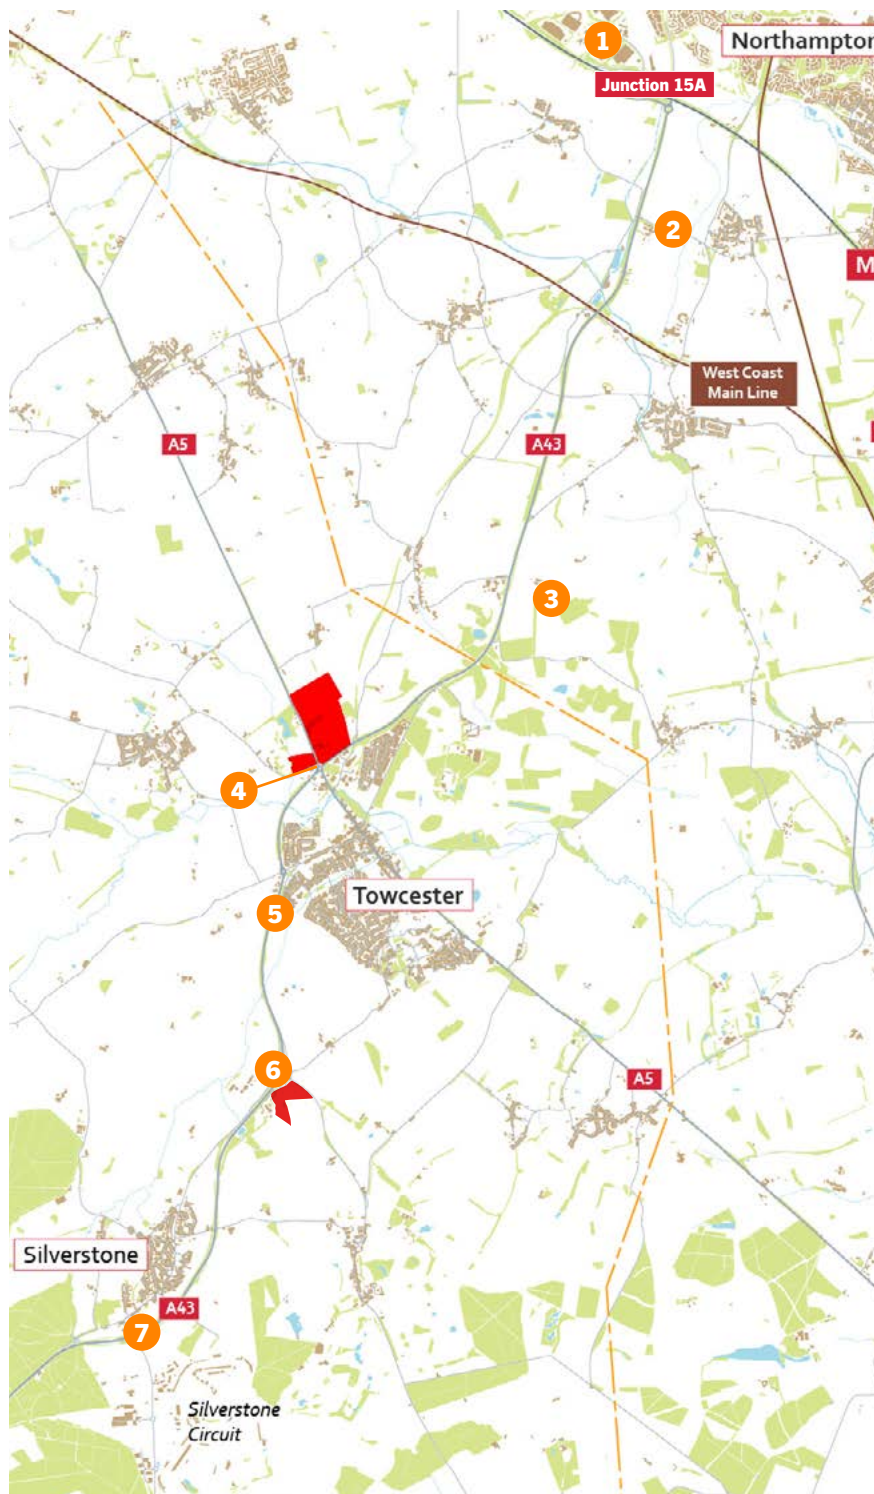 1
Northampton
Junction 15A
2
M
West Coast
Main Line
A5
A43
3
4
Towcester
5
6
A5
Silverstone
A43
7
Silverstone
Circuit